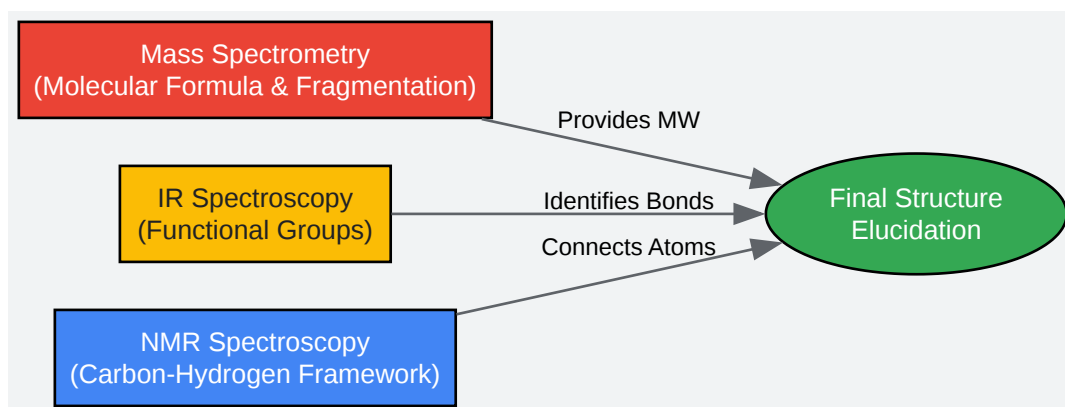 Mass Spectrometry
(Molecular Formula & Fragmentation)
Provides MW
IR Spectroscopy
(Functional Groups)
Identifies Bonds
Final Structure
Elucidation
Connects Atoms
NMR Spectroscopy
(Carbon-Hydrogen Framework)